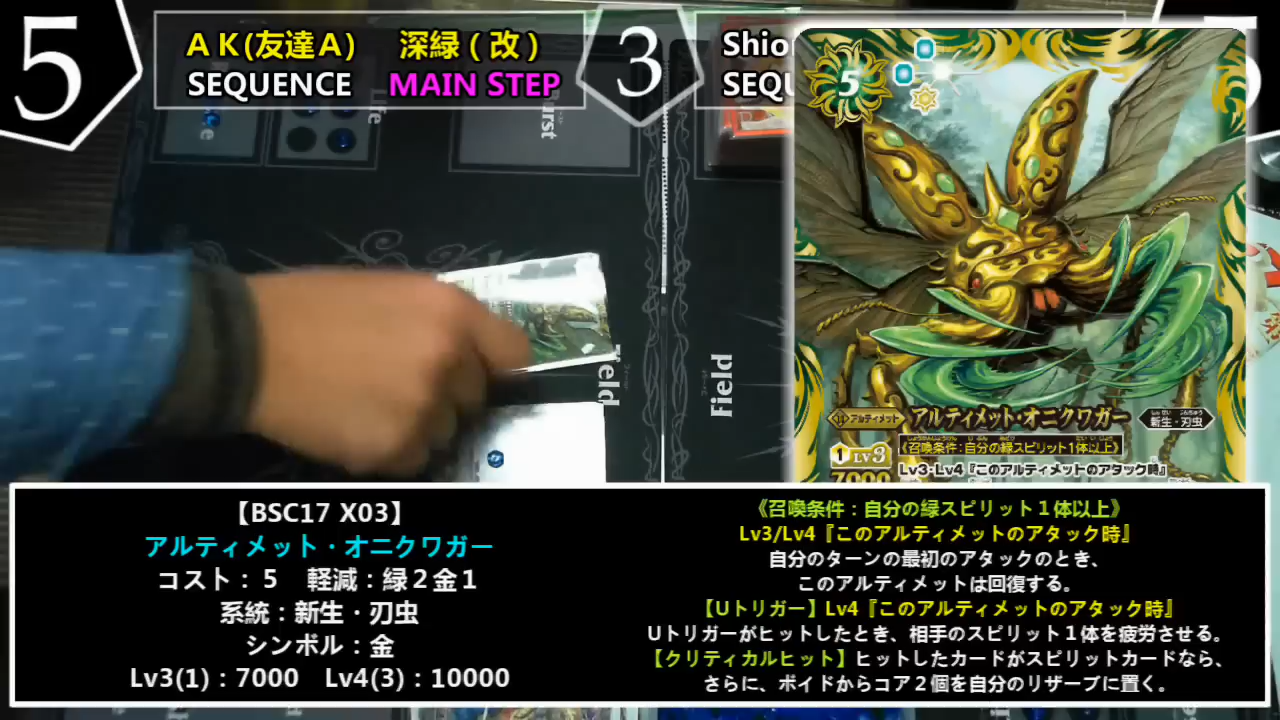 5
ＡＫ(友達Ａ) 深緑(改)
SEQUENCE MAIN STEP
3
Shio
SEQU
Life
Burst
Field
Field
5
アルティメット
アルティメット・オニクワガー
新生・刃虫
《召喚条件:自分の緑スピリット1体以上》
1 LV3
7000
Lv3・Lv4『このアルティメットのアタック時』
【BSC17 X03】
アルティメット・オニクワガー
コスト：５ 軽減：緑２金１
系統：新生・刃虫
シンボル：金
Lv3(1)：7000 Lv4(3)：10000
《召喚条件：自分の緑スピリット１体以上》
Lv3/Lv4『このアルティメットのアタック時』
自分のターンの最初のアタックのとき、
このアルティメットは回復する。
【Uトリガー】Lv4『このアルティメットのアタック時』
Uトリガーがヒットしたとき、相手のスピリット１体を疲労させる。
【クリティカルヒット】ヒットしたカードがスピリットカードなら、
さらに、ボイドからコア２個を自分のリザーブに置く。